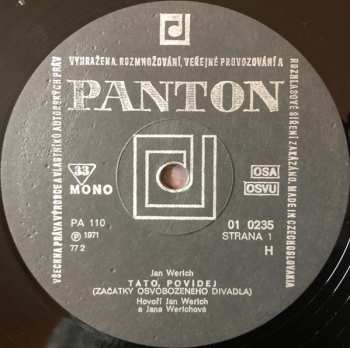 VŠECHNA PRÁVA VÝROBCE A VLASTNÍKŮ AUTORSKÝCH PRÁV
VYHRAŽENA. ROZMNOŽOVÁNÍ, VEŘEJNÉ PROVOZOVÁNÍ A
ROZHLASOVÉ ŠÍŘENÍ ZAKÁZÁNO. MADE IN CZECHOSLOVAKIA
PANTON
33
MONO
OSA
OSVU
PA 110
℗ 1971
77 2
01 0235
STRANA 1
H
Jan Werich
TÁTO, POVÍDEJ
(ZAČÁTKY OSVOBOZENÉHO DIVADLA)
Hovoří Jan Werich
a Jana Werichová